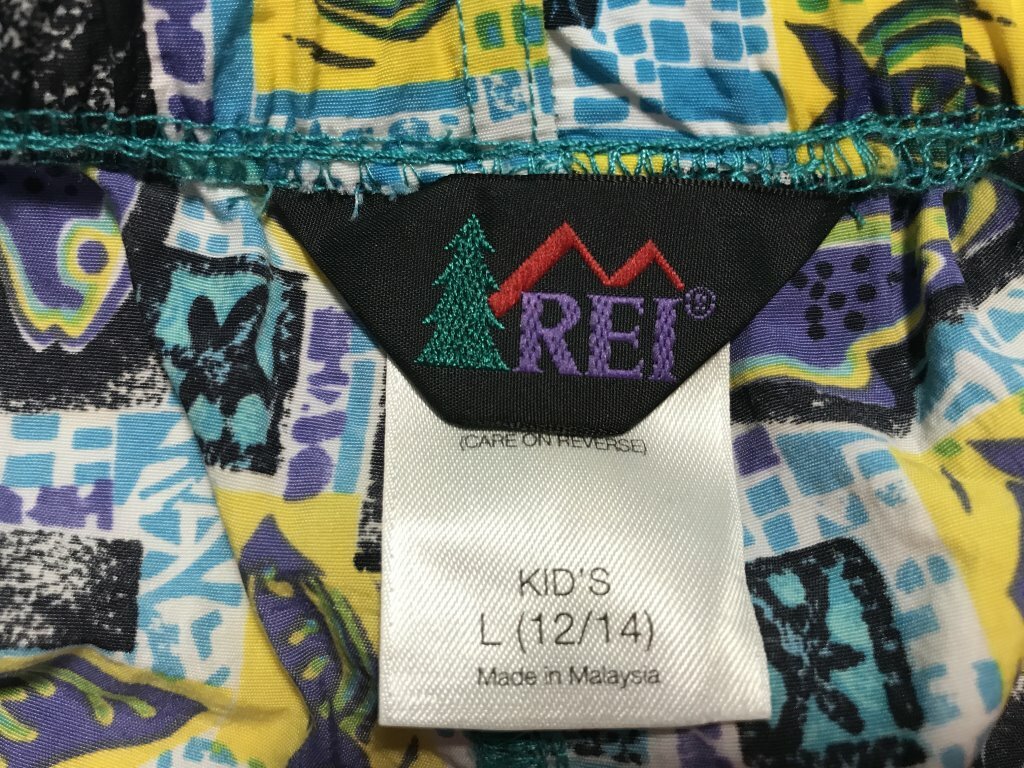 REI®
(CARE ON REVERSE)
KID'S
L (12/14)
Made in Malaysia